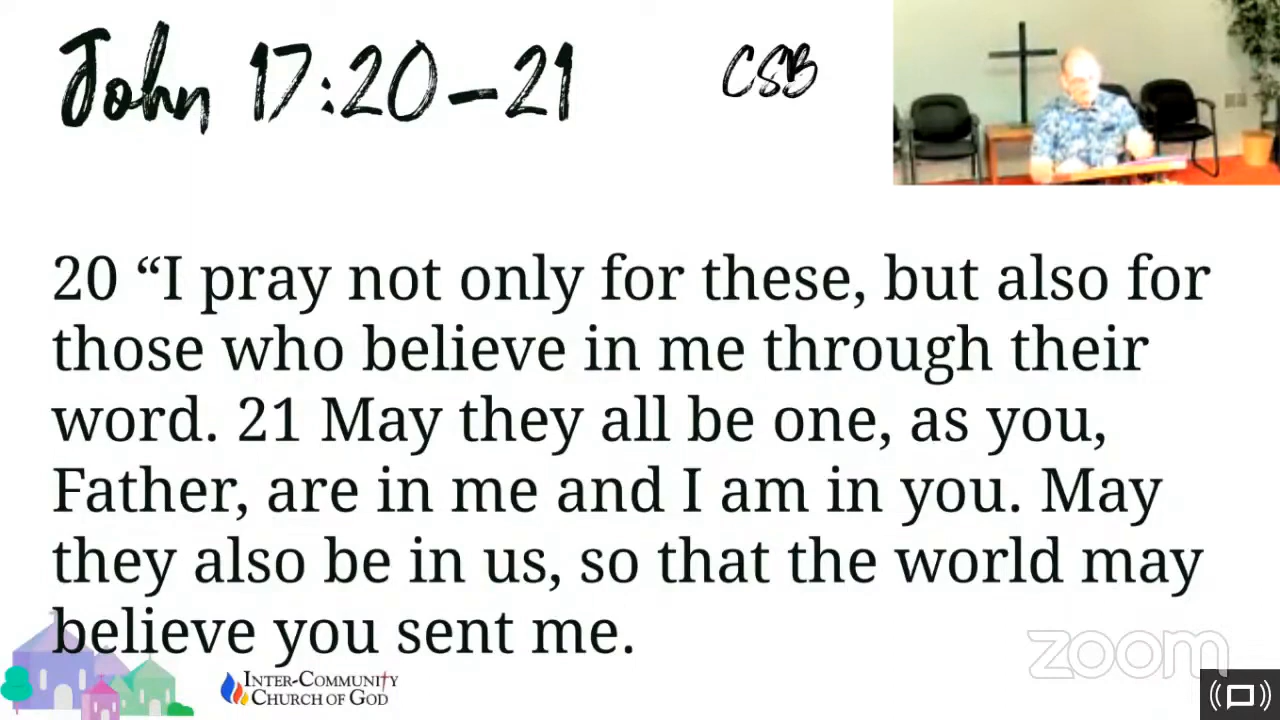 John 17:20-21
CSB
20 “I pray not only for these, but also for
those who believe in me through their
word. 21 May they all be one, as you,
Father, are in me and I am in you. May
they also be in us, so that the world may
believe you sent me.
INTER-COMMUNITY
CHURCH OF GOD
zoom